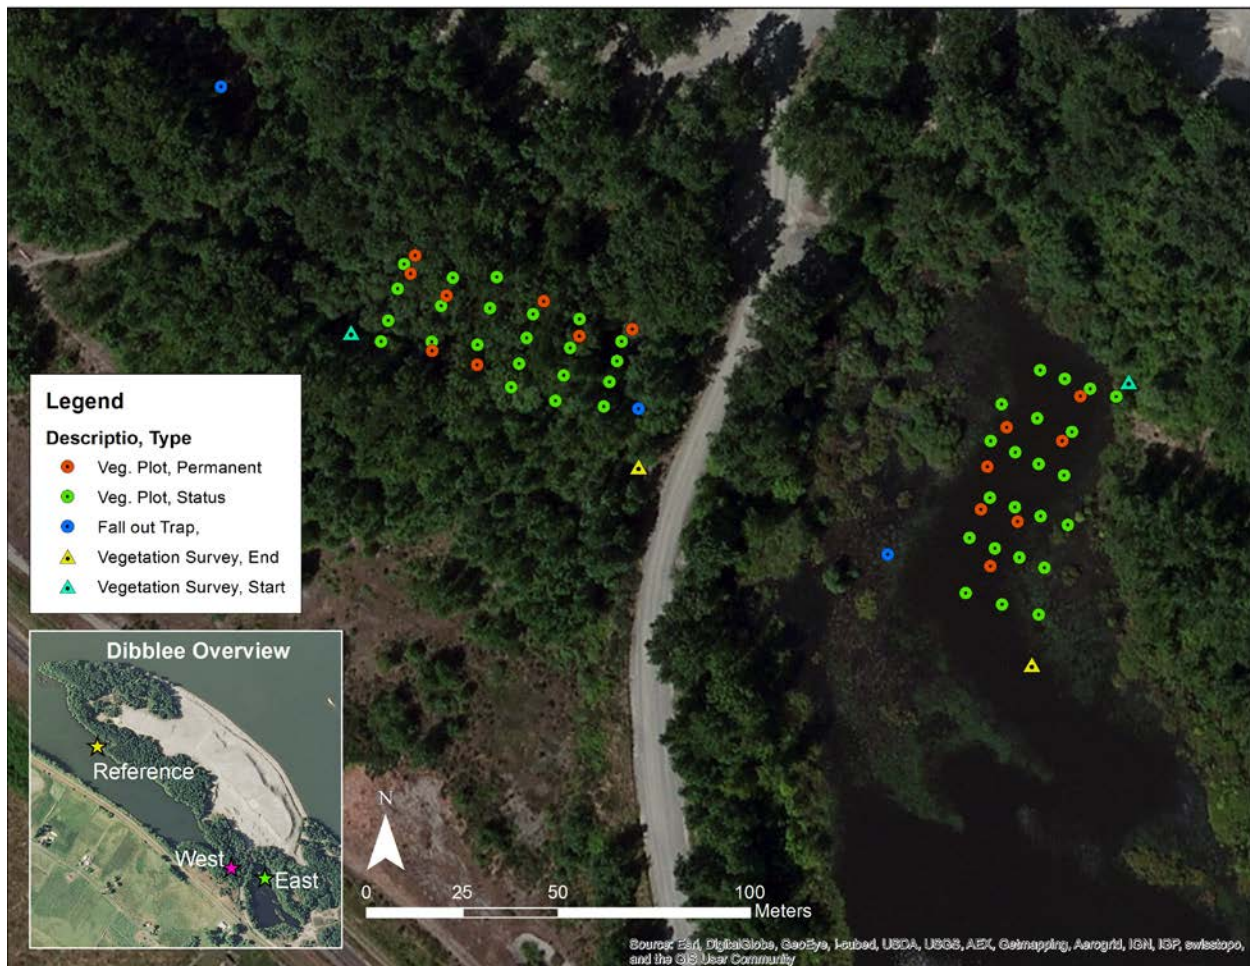 Legend
Descriptio, Type
Veg. Plot, Permanent
Veg. Plot, Status
Fall out Trap,
Vegetation Survey, End
Vegetation Survey, Start
Dibblee Overview
Reference
West
East
N
0 25 50 100
Meters
Source: Esri, DigitalGlobe, GeoEye, i-cubed, USDA, USGS, AEX, Getmapping, Aerogrid, IGN, IGP, swisstopo,
and the GIS User Community